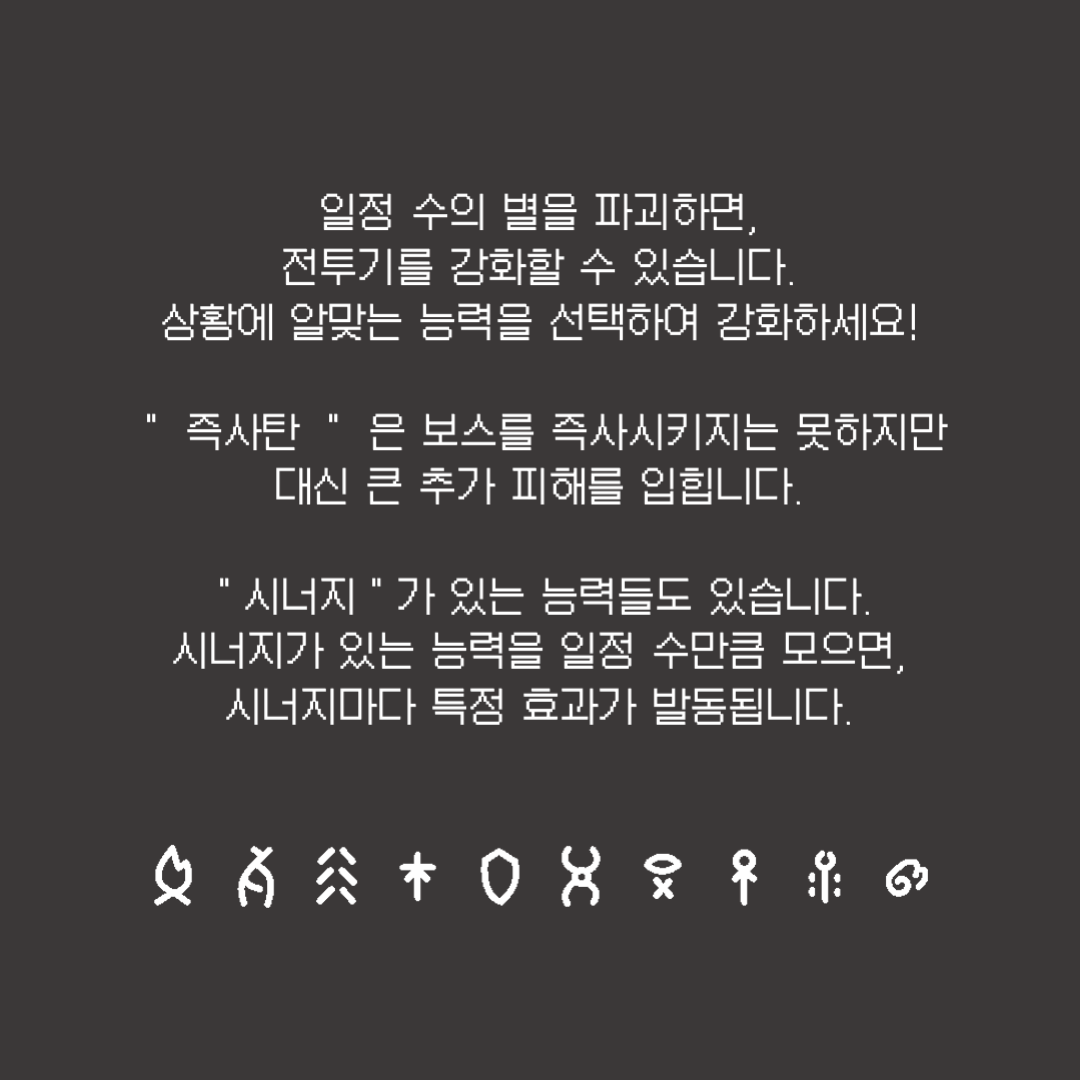 일정 수의 별을 파괴하면,
전투기를 강화할 수 있습니다.
상황에 알맞는 능력을 선택하여 강화하세요!
" 즉사탄 " 은 보스를 즉사시키지는 못하지만
대신 큰 추가 피해를 입힙니다.
" 시너지 " 가 있는 능력들도 있습니다.
시너지가 있는 능력을 일정 수만큼 모으면,
시너지마다 특정 효과가 발동됩니다.